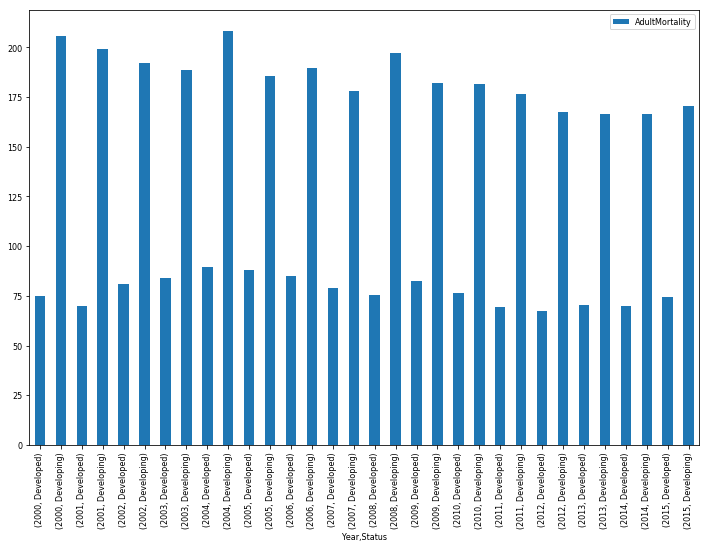 AdultMortality
200
175
150
125
100
75
50
25
0
(2000, Developed)
(2000, Developing)
(2001, Developed)
(2001, Developing)
(2002, Developed)
(2002, Developing)
(2003, Developed)
(2003, Developing)
(2004, Developed)
(2004, Developing)
(2005, Developed)
(2005, Developing)
(2006, Developed)
(2006, Developing)
(2007, Developed)
(2007, Developing)
(2008, Developed)
(2008, Developing)
(2009, Developed)
(2009, Developing)
(2010, Developed)
(2010, Developing)
(2011, Developed)
(2011, Developing)
(2012, Developed)
(2012, Developing)
(2013, Developed)
(2013, Developing)
(2014, Developed)
(2014, Developing)
(2015, Developed)
(2015, Developing)
Year,Status